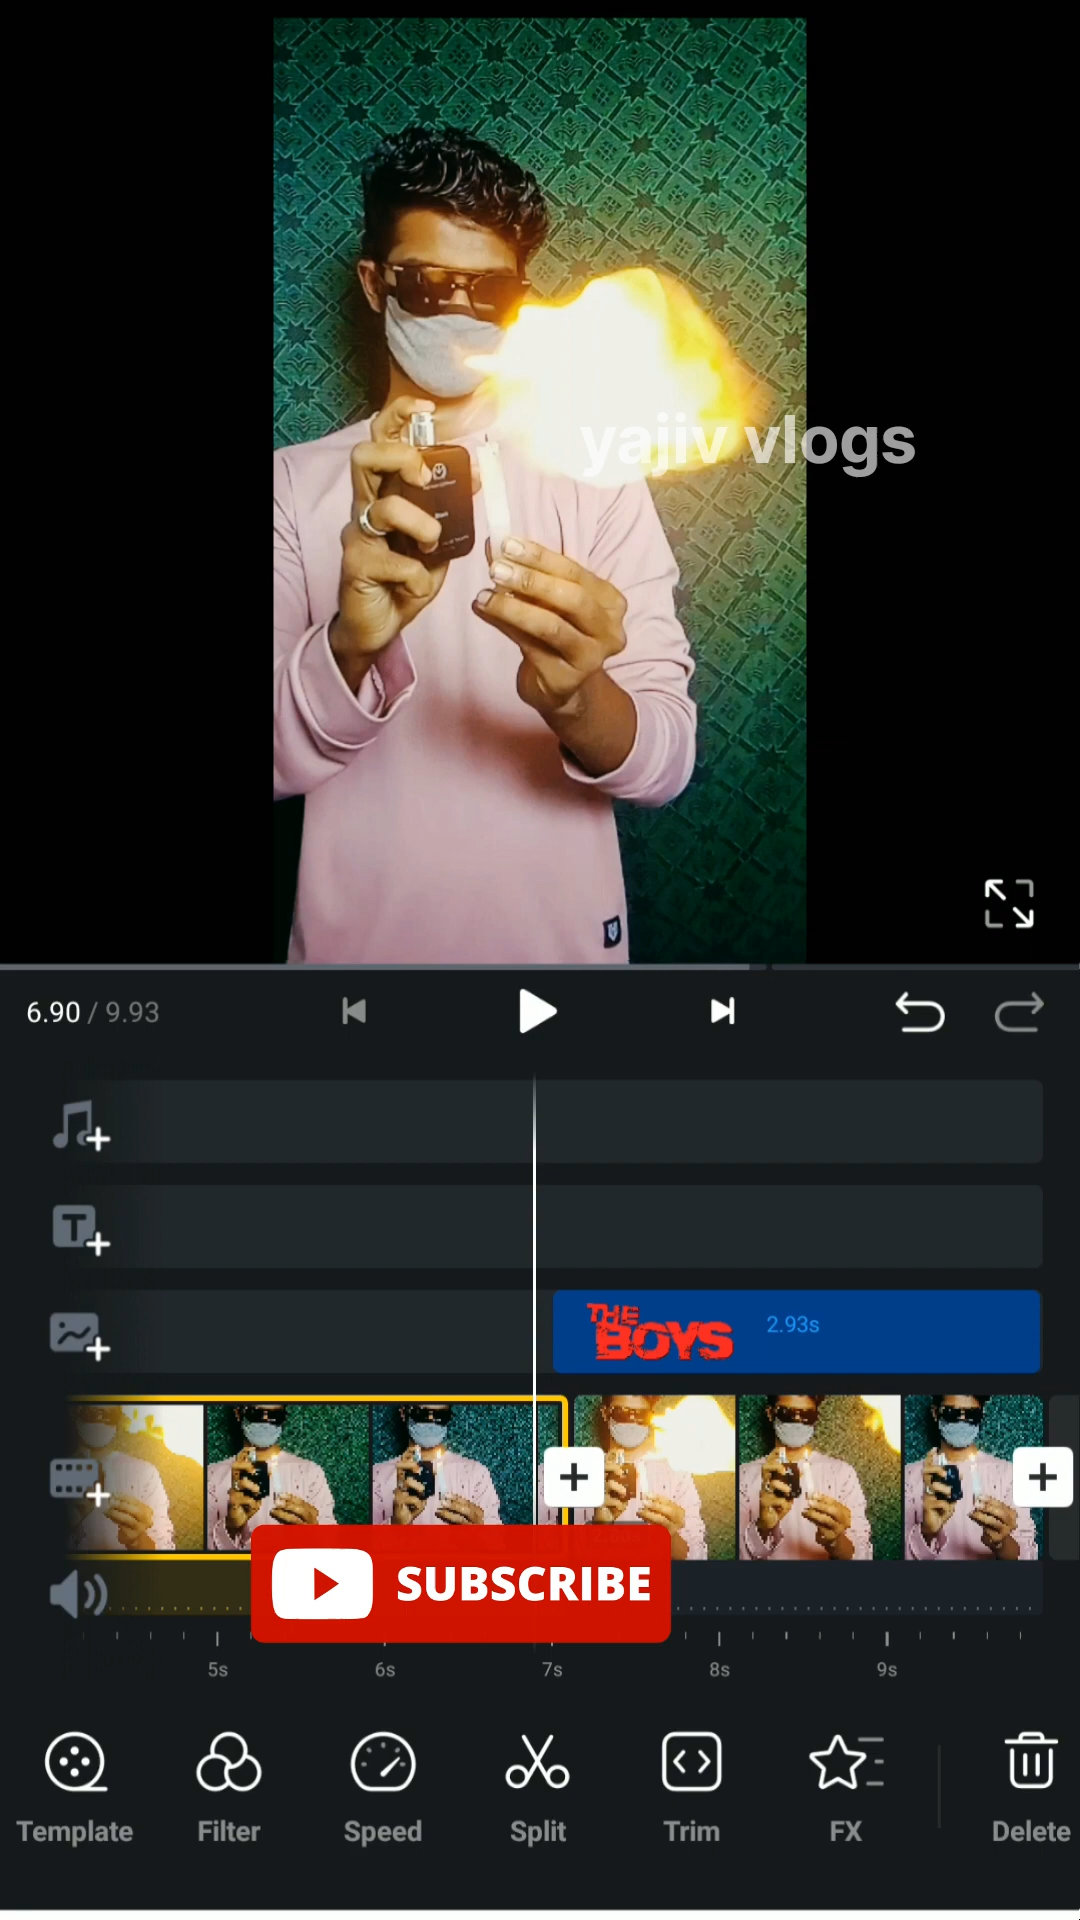 yajiv vlogs
6.90 / 9.93
THE
BOYS
2.93s
SUBSCRIBE
5s 6s 7s 8s 9s
Template Filter Speed Split Trim FX Delete